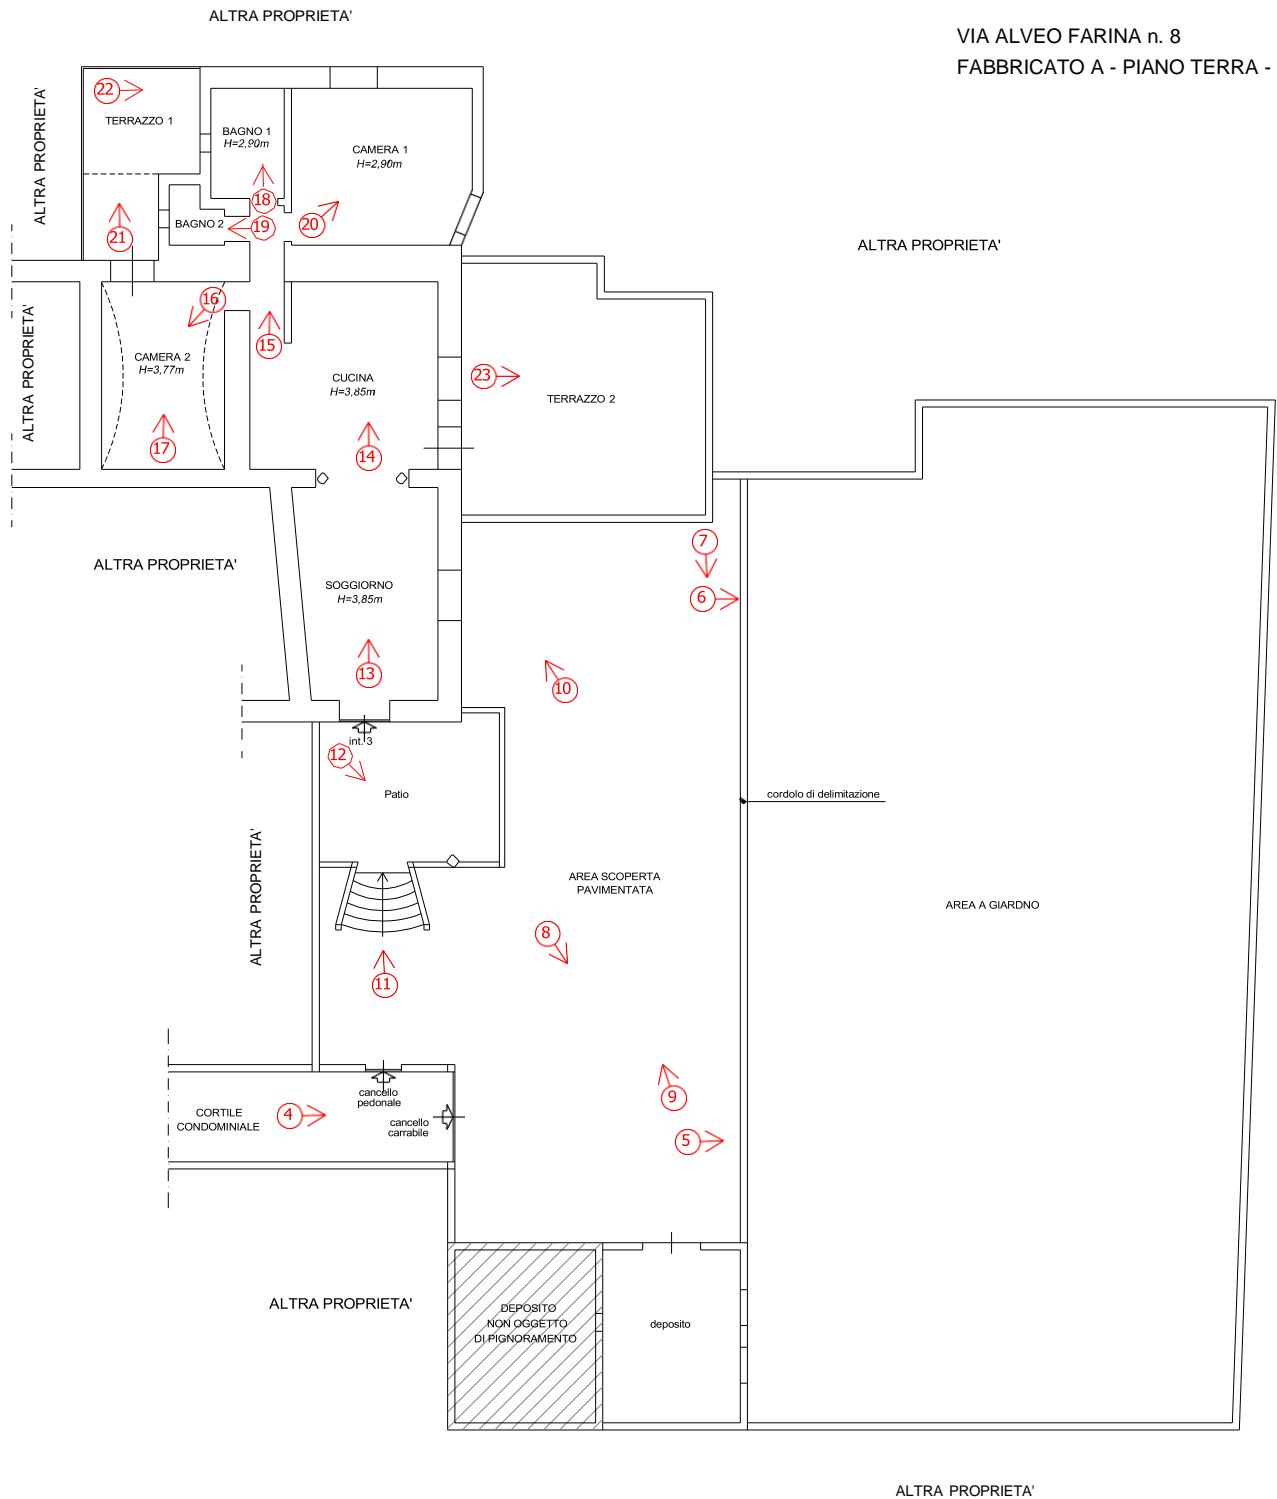 ALTRA PROPRIETA'
VIA ALVEO FARINA n. 8
FABBRICATO A - PIANO TERRA -
22
TERRAZZO 1
BAGNO 1
H=2,90m
CAMERA 1
H=2,90m
ALTRA PROPRIETA'
18
19
20
BAGNO 2
21
ALTRA PROPRIETA'
16
15
ALTRA PROPRIETA'
CAMERA 2
H=3,77m
CUCINA
H=3,85m
23
TERRAZZO 2
17
14
ALTRA PROPRIETA'
7
6
SOGGIORNO
H=3,85m
13
10
int. 3
12
Patio
cordolo di delimitazione
ALTRA PROPRIETA'
AREA SCOPERTA
PAVIMENTATA
AREA A GIARDNO
8
11
cancello
pedonale
9
CORTILE
CONDOMINIALE
4
cancello
carrabile
5
ALTRA PROPRIETA'
DEPOSITO
NON OGGETTO
DI PIGNORAMENTO
deposito
ALTRA PROPRIETA'